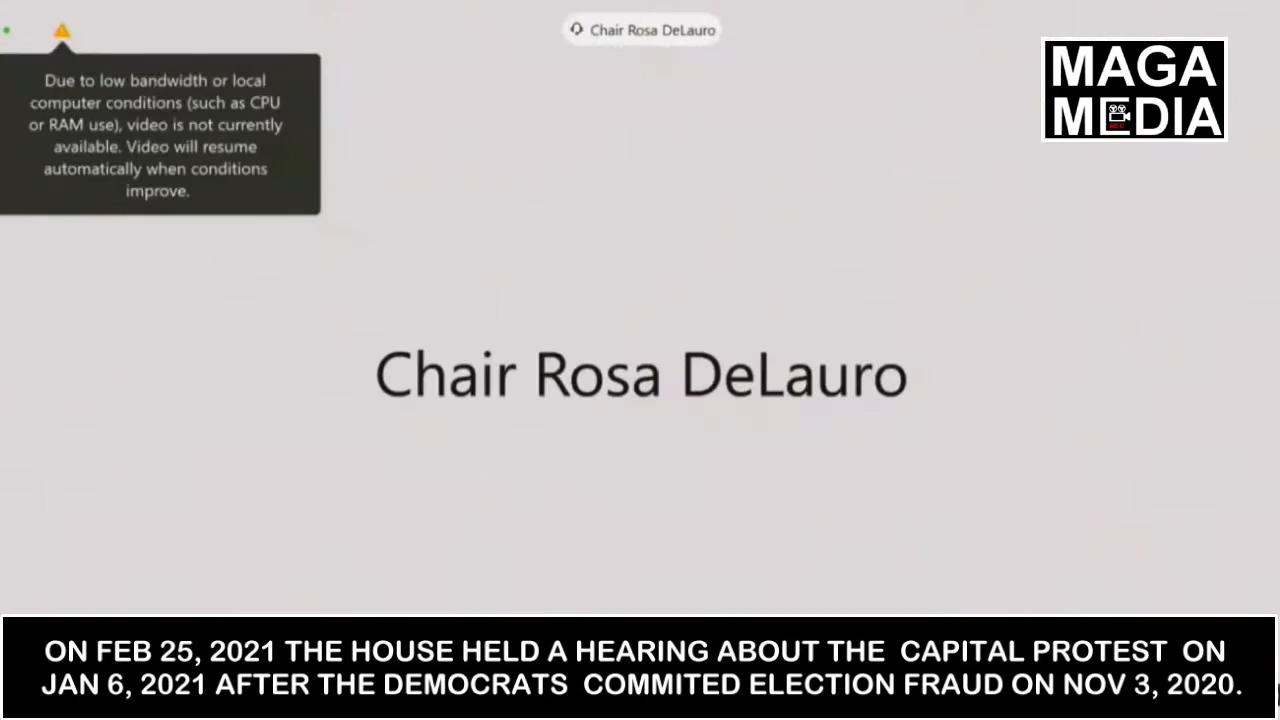 Chair Rosa DeLauro
Due to low bandwidth or local
computer conditions (such as CPU
or RAM use), video is not currently
available. Video will resume
automatically when conditions
improve.
MAGA
MEDIA
REC
Chair Rosa DeLauro
ON FEB 25, 2021 THE HOUSE HELD A HEARING ABOUT THE CAPITAL PROTEST ON
JAN 6, 2021 AFTER THE DEMOCRATS COMMITED ELECTION FRAUD ON NOV 3, 2020.